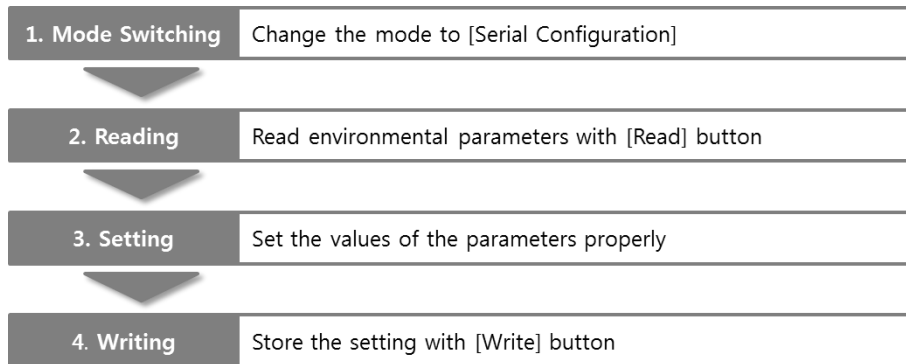 1. Mode Switching Change the mode to [Serial Configuration]
2. Reading Read environmental parameters with [Read] button
3. Setting Set the values of the parameters properly
4. Writing Store the setting with [Write] button